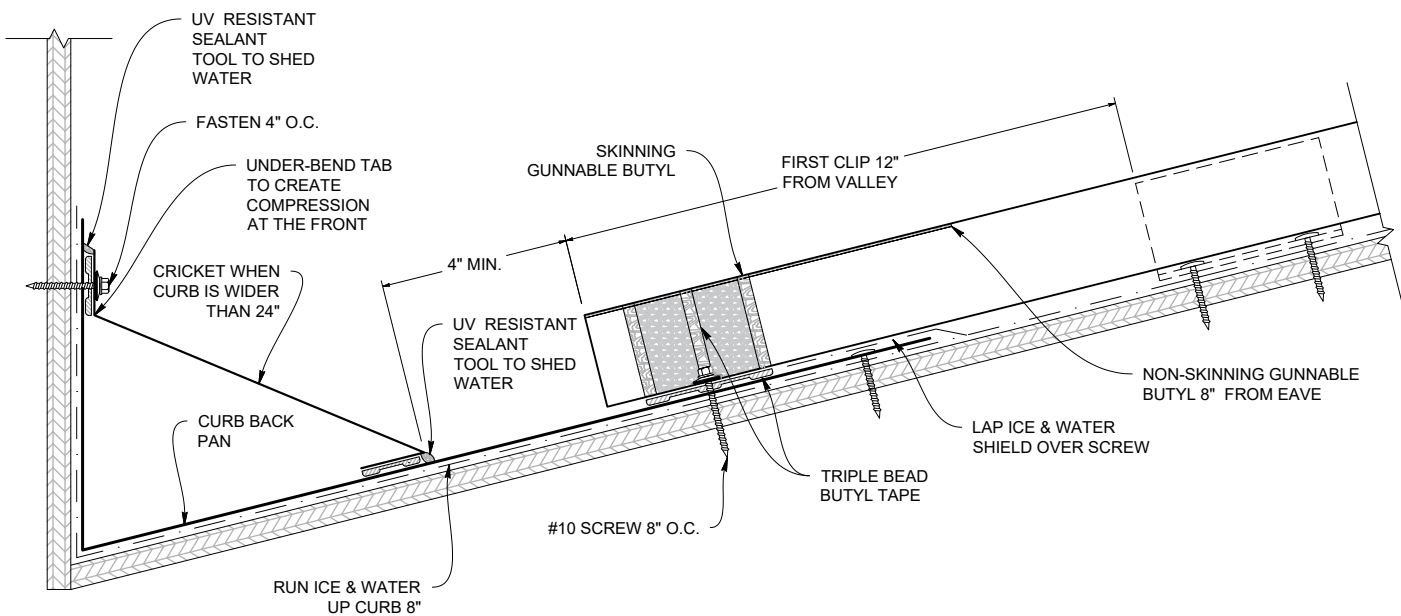 UV RESISTANT
SEALANT
TOOL TO SHED
WATER
FASTEN 4" O.C.
UNDER-BEND TAB
TO CREATE
COMPRESSION
AT THE FRONT
CRICKET WHEN
CURB IS WIDER
THAN 24"
CURB BACK
PAN
RUN ICE & WATER
UP CURB 8"
4" MIN.
UV RESISTANT
SEALANT
TOOL TO SHED
WATER
SKINNING
GUNNABLE BUTYL
FIRST CLIP 12"
FROM VALLEY
NON-SKINNING GUNNABLE
BUTYL 8" FROM EAVE
LAP ICE & WATER
SHIELD OVER SCREW
TRIPLE BEAD
BUTYL TAPE
#10 SCREW 8" O.C.